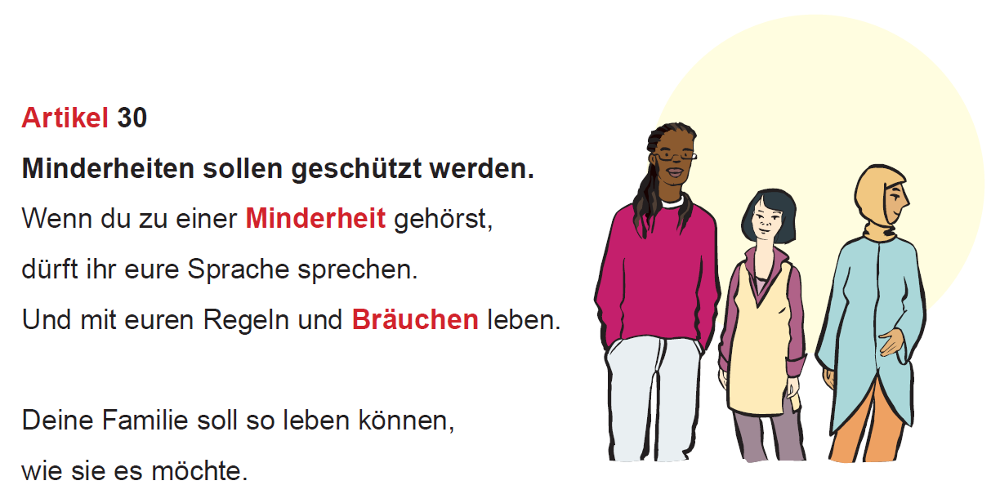 Artikel 30
Minderheiten sollen geschützt werden.
Wenn du zu einer Minderheit gehörst,
dürft ihr eure Sprache sprechen.
Und mit euren Regeln und Bräuchen leben.
Deine Familie soll so leben können,
wie sie es möchte.